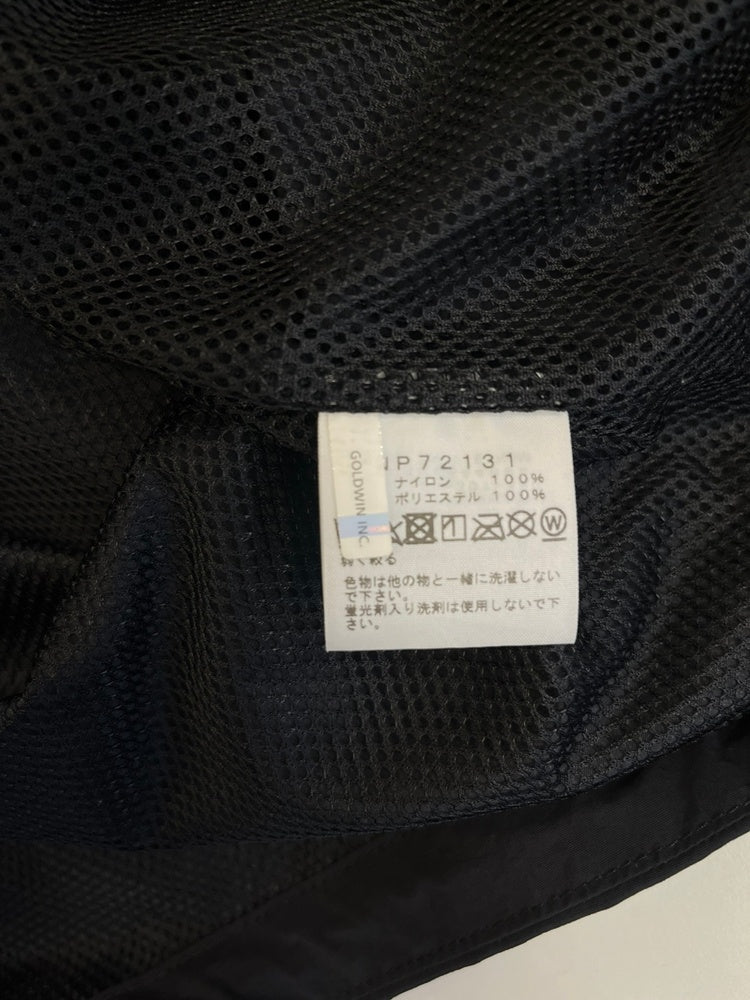 NP72131
ナイロン 100%
ポリエステル 100%
GOLDWIN INC.
W
弱く絞る
色物は他の物と一緒に洗濯しない
で下さい。
蛍光剤入り洗剤は使用しないで下
さい。